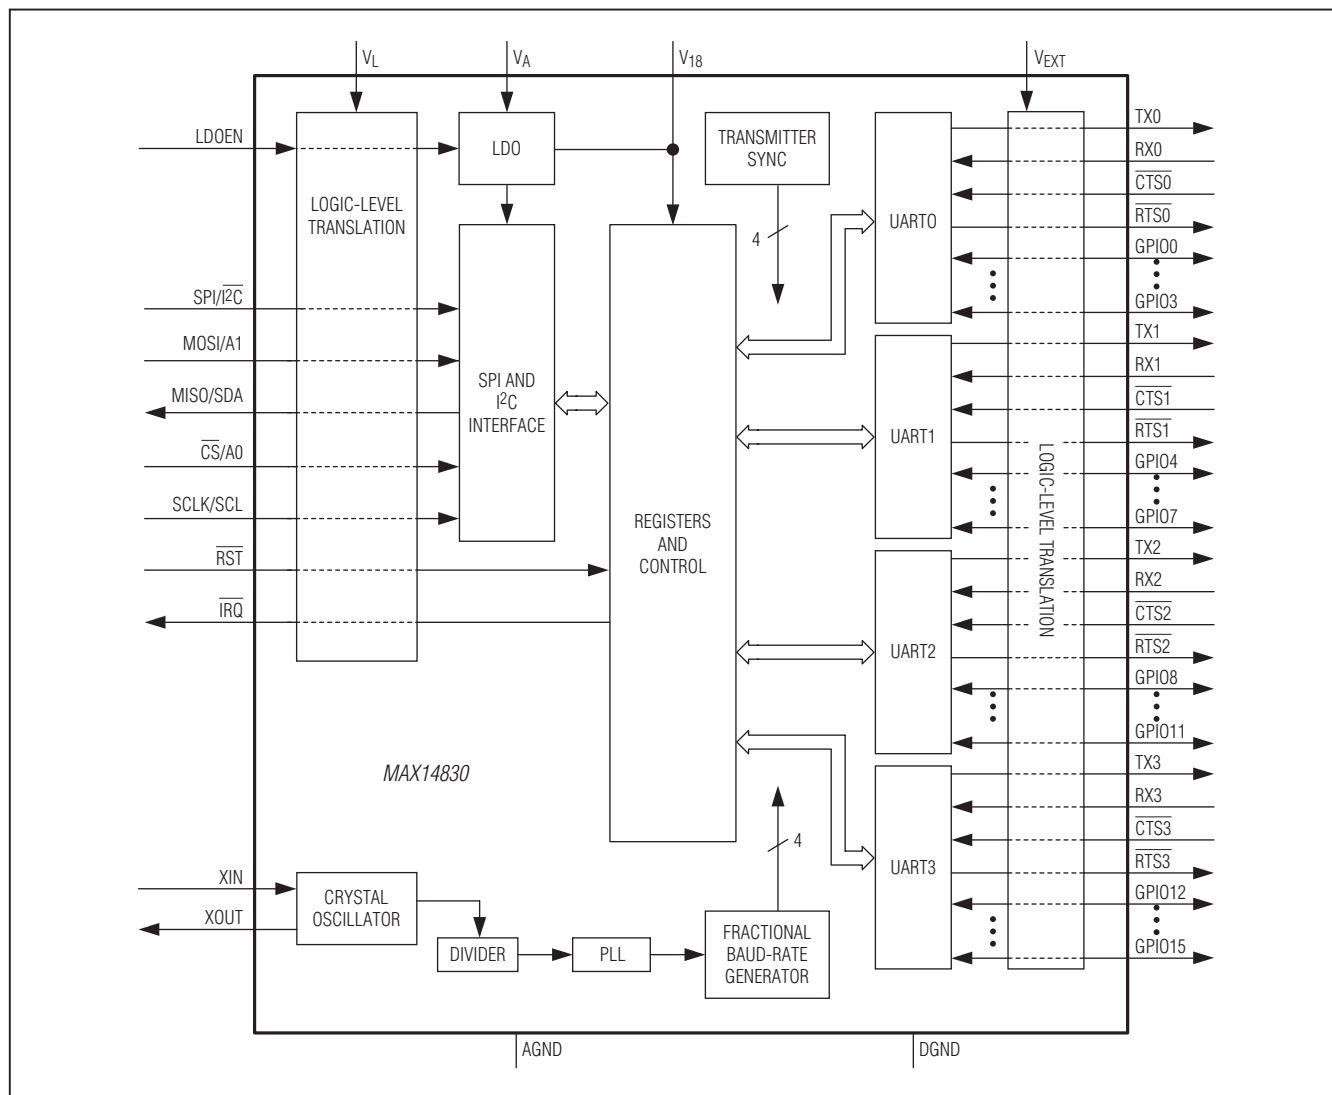 VL
VA
V18
VEXT
LDOEN
SPI/I2C
MOSI/A1
MISO/SDA
CS/A0
SCLK/SCL
RST
IRQ
XIN
XOUT
LOGIC-LEVEL
TRANSLATION
LDO
SPI AND
I2C
INTERFACE
REGISTERS
AND
CONTROL
TRANSMITTER
SYNC
4
UART0
UART1
UART2
UART3
LOGIC-LEVEL TRANSLATION
TX0
RX0
CTS0
RTS0
GPIO0
GPIO3
TX1
RX1
CTS1
RTS1
GPIO4
GPIO7
TX2
RX2
CTS2
RTS2
GPIO8
GPIO11
TX3
RX3
CTS3
RTS3
GPIO12
GPIO15
MAX14830
CRYSTAL
OSCILLATOR
DIVIDER
PLL
4
FRACTIONAL
BAUD-RATE
GENERATOR
AGND
DGND